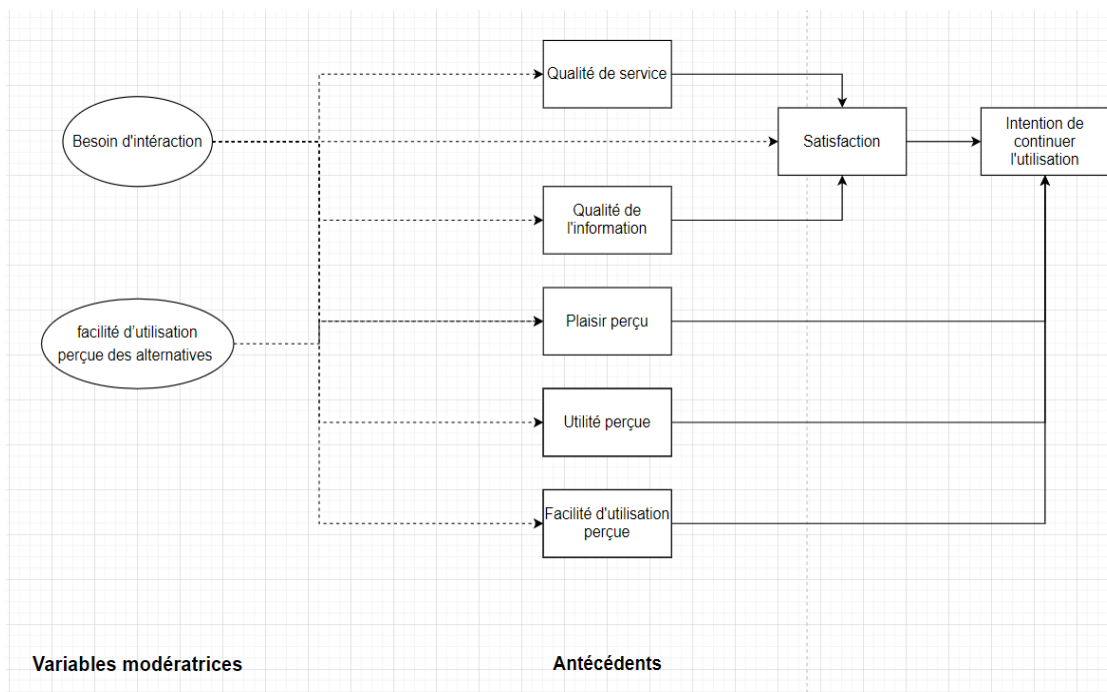 Qualité de service
Besoin d'intéraction
Satisfaction
Intention de
continuer
l'utilisation
Qualité de
l'information
Plaisir perçu
facilité d'utilisation
perçue des alternatives
Utilité perçue
Facilité d'utilisation
perçue
Variables modératrices
Antécédents